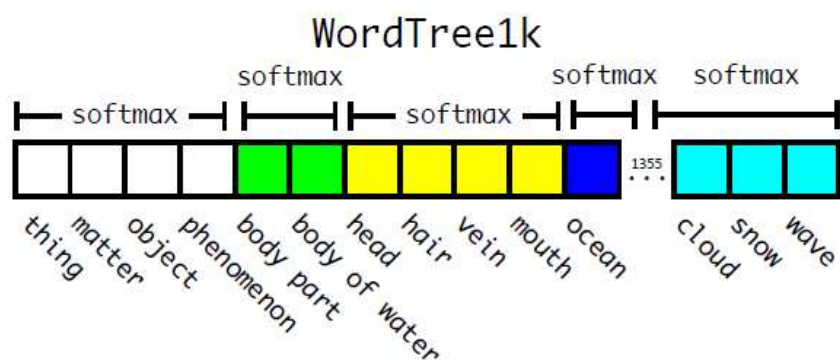 WordTree1k
softmax softmax softmax
softmax softmax
1355
...
thing matter object phenomenon body part body of water head hair vein mouth ocean cloud snow wave